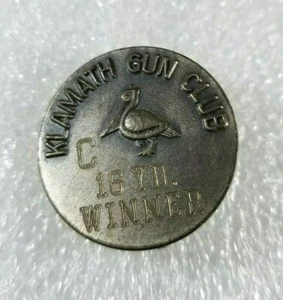 KLAMATH GUN CLUB
C
16 YD.
WINNER